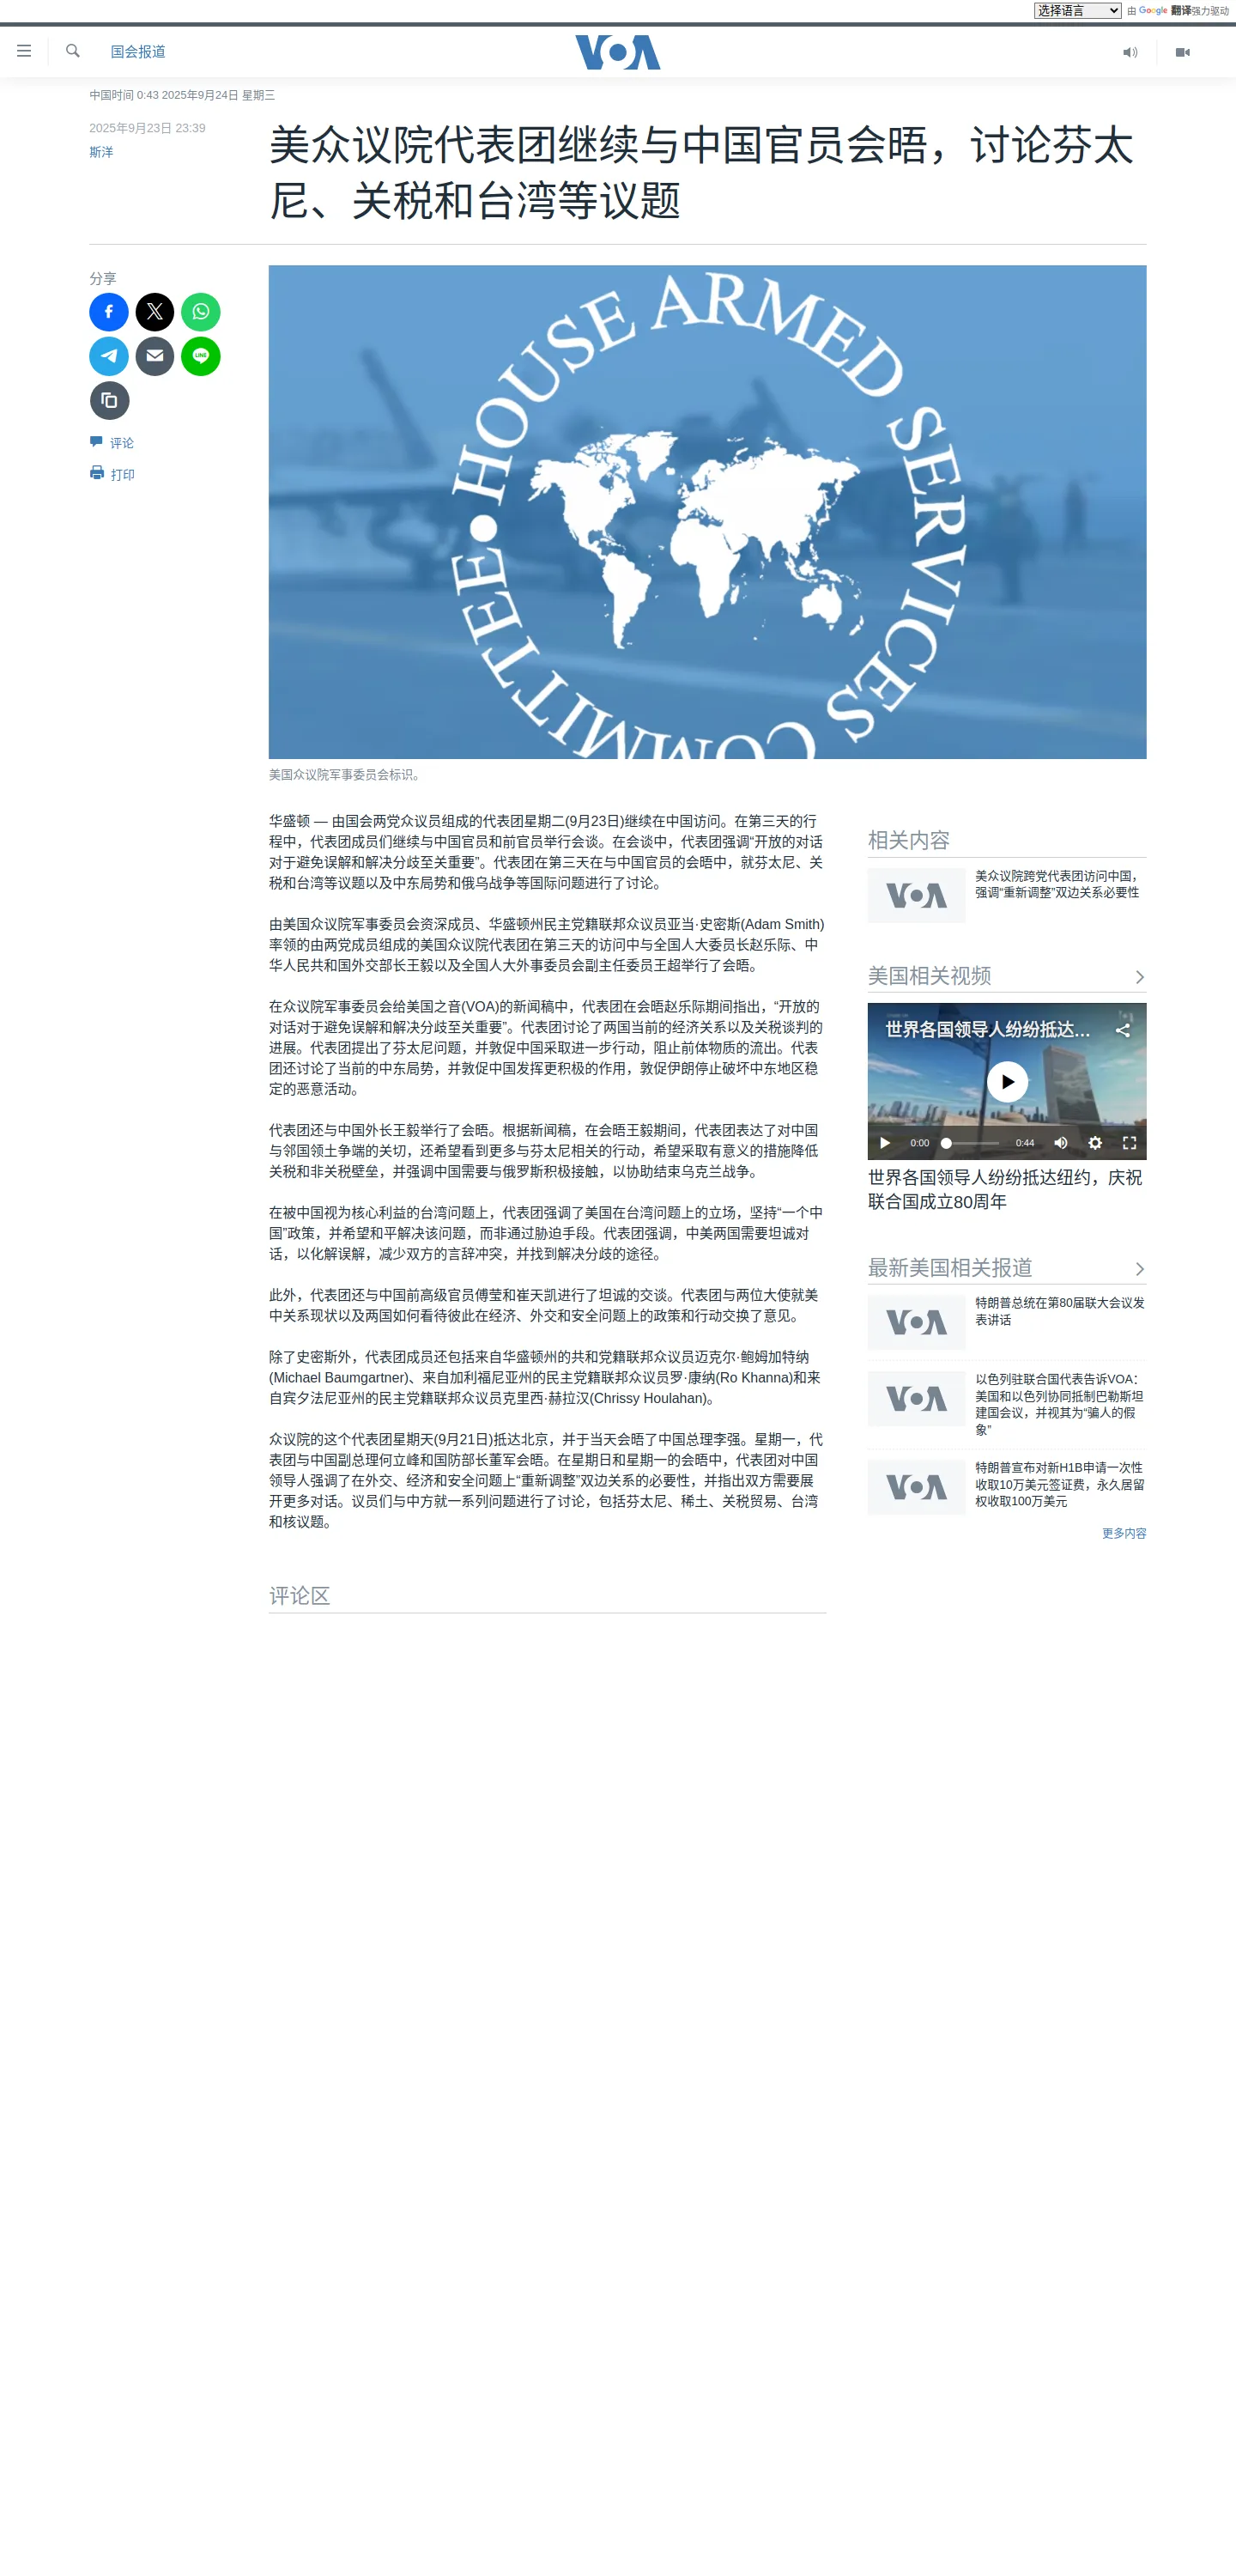 选择语言 由 Google 翻译强力驱动
国会报道
VOA
中国时间 0:43 2025年9月24日 星期三
2025年9月23日 23:39
斯洋
美众议院代表团继续与中国官员会晤，讨论芬太
尼、关税和台湾等议题
分享
LINE
评论
打印
HOUSE ARMED SERVICES COMMITTEE
美国众议院军事委员会标识。
华盛顿 — 由国会两党众议员组成的代表团星期二(9月23日)继续在中国访问。在第三天的行
程中，代表团成员们继续与中国官员和前官员举行会谈。在会谈中，代表团强调“开放的对话
对于避免误解和解决分歧至关重要”。代表团在第三天在与中国官员的会晤中，就芬太尼、关
税和台湾等议题以及中东局势和俄乌战争等国际问题进行了讨论。
由美国众议院军事委员会资深成员、华盛顿州民主党籍联邦众议员亚当·史密斯(Adam Smith)
率领的由两党成员组成的美国众议院代表团在第三天的访问中与全国人大委员长赵乐际、中
华人民共和国外交部长王毅以及全国人大外事委员会副主任委员王超举行了会晤。
在众议院军事委员会给美国之音(VOA)的新闻稿中，代表团在会晤赵乐际期间指出，“开放的
对话对于避免误解和解决分歧至关重要”。代表团讨论了两国当前的经济关系以及关税谈判的
进展。代表团提出了芬太尼问题，并敦促中国采取进一步行动，阻止前体物质的流出。代表
团还讨论了当前的中东局势，并敦促中国发挥更积极的作用，敦促伊朗停止破坏中东地区稳
定的恶意活动。
代表团还与中国外长王毅举行了会晤。根据新闻稿，在会晤王毅期间，代表团表达了对中国
与邻国领土争端的关切，还希望看到更多与芬太尼相关的行动，希望采取有意义的措施降低
关税和非关税壁垒，并强调中国需要与俄罗斯积极接触，以协助结束乌克兰战争。
在被中国视为核心利益的台湾问题上，代表团强调了美国在台湾问题上的立场，坚持“一个中
国”政策，并希望和平解决该问题，而非通过胁迫手段。代表团强调，中美两国需要坦诚对
话，以化解误解，减少双方的言辞冲突，并找到解决分歧的途径。
此外，代表团还与中国前高级官员傅莹和崔天凯进行了坦诚的交谈。代表团与两位大使就美
中关系现状以及两国如何看待彼此在经济、外交和安全问题上的政策和行动交换了意见。
除了史密斯外，代表团成员还包括来自华盛顿州的共和党籍联邦众议员迈克尔·鲍姆加特纳
(Michael Baumgartner)、来自加利福尼亚州的民主党籍联邦众议员罗·康纳(Ro Khanna)和来
自宾夕法尼亚州的民主党籍联邦众议员克里西·赫拉汉(Chrissy Houlahan)。
众议院的这个代表团星期天(9月21日)抵达北京，并于当天会晤了中国总理李强。星期一，代
表团与中国副总理何立峰和国防部长董军会晤。在星期日和星期一的会晤中，代表团对中国
领导人强调了在外交、经济和安全问题上“重新调整”双边关系的必要性，并指出双方需要展
开更多对话。议员们与中方就一系列问题进行了讨论，包括芬太尼、稀土、关税贸易、台湾
和核议题。
评论区
相关内容
VOA
美众议院跨党代表团访问中国，
强调“重新调整”双边关系必要性
美国相关视频
世界各国领导人纷纷抵达...
0:00 0:44
世界各国领导人纷纷抵达纽约，庆祝
联合国成立80周年
最新美国相关报道
VOA
特朗普总统在第80届联大会议发
表讲话
VOA
以色列驻联合国代表告诉VOA：
美国和以色列协同抵制巴勒斯坦
建国会议，并视其为“骗人的假
象”
VOA
特朗普宣布对新H1B申请一次性
收取10万美元签证费，永久居留
权收取100万美元
更多内容